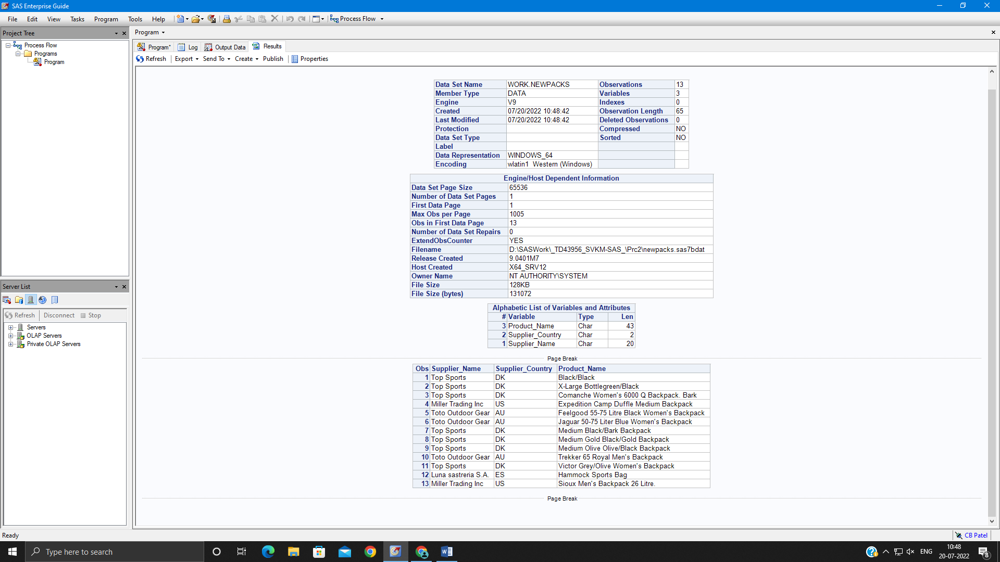 SAS Enterprise Guide
File Edit View Tasks Program Tools Help Process Flow
Project Tree
Program
Process Flow
Programs
Program
Program* Log Output Data Results
Refresh Export Send To Create Publish Properties
Data Set Name WORK.NEWPACKS Observations 13
Member Type DATA Variables 3
Engine V9 Indexes 0
Created 07/20/2022 10:48:42 Observation Length 65
Last Modified 07/20/2022 10:48:42 Deleted Observations 0
Protection Compressed NO
Data Set Type Sorted NO
Label
Data Representation WINDOWS_64
Encoding wlatin1 Western (Windows)
Engine/Host Dependent Information
Data Set Page Size 65536
Number of Data Set Pages 1
First Data Page 1
Max Obs per Page 1005
Obs in First Data Page 13
Number of Data Set Repairs 0
ExtendObsCounter YES
Filename D:\SASWork\_TD43956_SVKM-SAS_\Prc2\newpacks.sas7bdat
Release Created 9.0401M7
Host Created X64_SRV12
Owner Name NT AUTHORITY\SYSTEM
File Size 128KB
File Size (bytes) 131072
Alphabetic List of Variables and Attributes
# Variable Type Len
3 Product_Name Char 43
2 Supplier_Country Char 2
1 Supplier_Name Char 20
Page Break
Obs Supplier_Name Supplier_Country Product_Name
1 Top Sports DK Black/Black
2 Top Sports DK X-Large Bottlegreen/Black
3 Top Sports DK Comanche Women's 6000 Q Backpack. Bark
4 Miller Trading Inc US Expedition Camp Duffle Medium Backpack
5 Toto Outdoor Gear AU Feelgood 55-75 Litre Black Women's Backpack
6 Toto Outdoor Gear AU Jaguar 50-75 Liter Blue Women's Backpack
7 Top Sports DK Medium Black/Bark Backpack
8 Top Sports DK Medium Gold Black/Gold Backpack
9 Top Sports DK Medium Olive Olive/Black Backpack
10 Toto Outdoor Gear AU Trekker 65 Royal Men's Backpack
11 Top Sports DK Victor Grey/Olive Women's Backpack
12 Luna sastreria S.A. ES Hammock Sports Bag
13 Miller Trading Inc US Sioux Men's Backpack 26 Litre.
Page Break
Server List
Refresh Disconnect Stop
Servers
OLAP Servers
Private OLAP Servers
Ready
CB Patel
Type here to search
ENG
10:48
20-07-2022
8